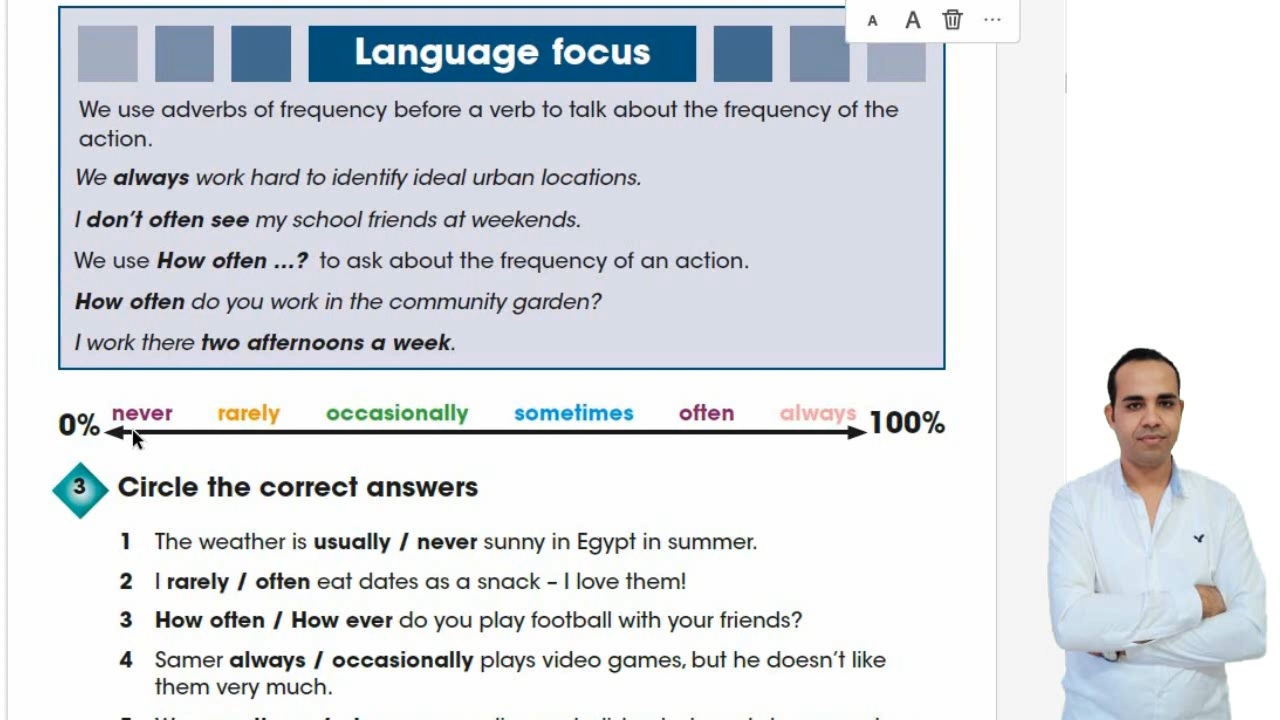 A A ...
Language focus
We use adverbs of frequency before a verb to talk about the frequency of the
action.
We always work hard to identify ideal urban locations.
I don't often see my school friends at weekends.
We use How often ...? to ask about the frequency of an action.
How often do you work in the community garden?
I work there two afternoons a week.
0% never rarely occasionally sometimes often always 100%
3 Circle the correct answers
1 The weather is usually / never sunny in Egypt in summer.
2 I rarely / often eat dates as a snack – I love them!
3 How often / How ever do you play football with your friends?
4 Samer always / occasionally plays video games, but he doesn't like
them very much.